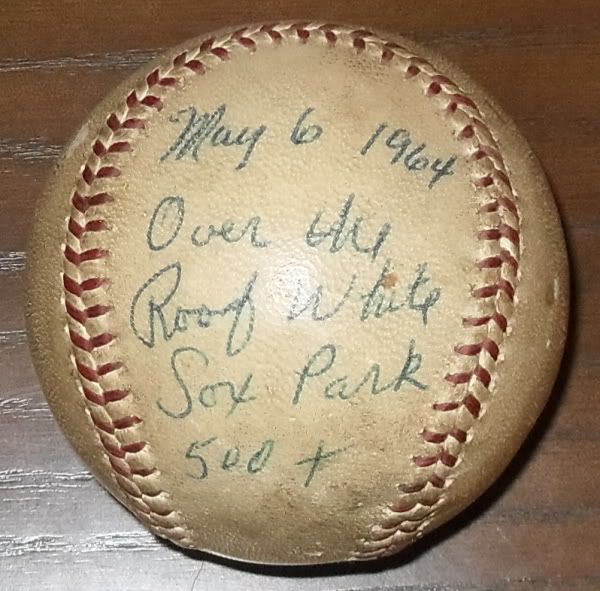 May 6 1964
Over the
Roof White
Sox Park
500 +